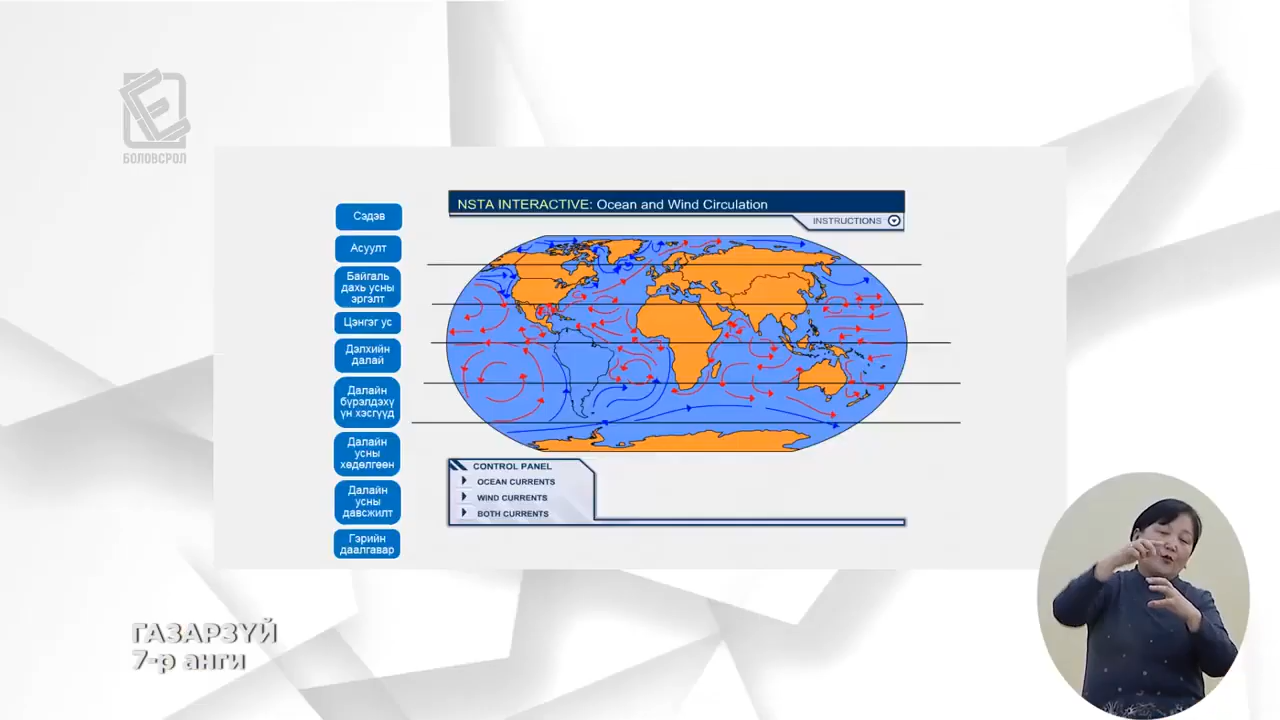 БОЛОВСРОЛ
Сэдэв
Асуулт
Байгаль
дахь усны
эргэлт
Цэнгэг ус
Дэлхийн
далай
Далайн
бүрэлдэхү
үн хэсгүүд
Далайн
усны
хөдөлгөөн
Далайн
усны
давсжилт
Гэрийн
даалгавар
NSTA INTERACTIVE: Ocean and Wind Circulation
INSTRUCTIONS
CONTROL PANEL
OCEAN CURRENTS
WIND CURRENTS
BOTH CURRENTS
ГАЗАРЗҮЙ
7-р анги